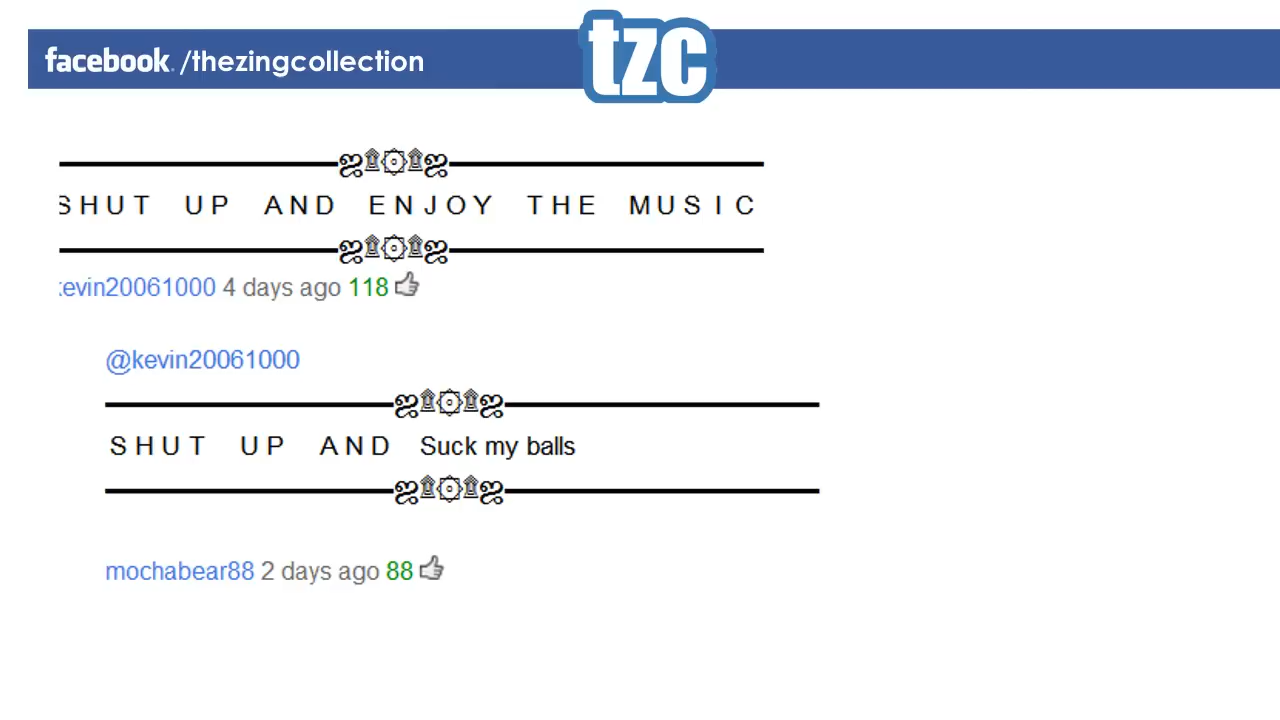 facebook. /thezingcollection
tzc
ஜ۩۞۩ஜ
SHUT UP AND ENJOY THE MUSIC
ஜ۩۞۩ஜ
kevin20061000 4 days ago 118
@kevin20061000
ஜ۩۞۩ஜ
SHUT UP AND Suck my balls
ஜ۩۞۩ஜ
mochabear88 2 days ago 88